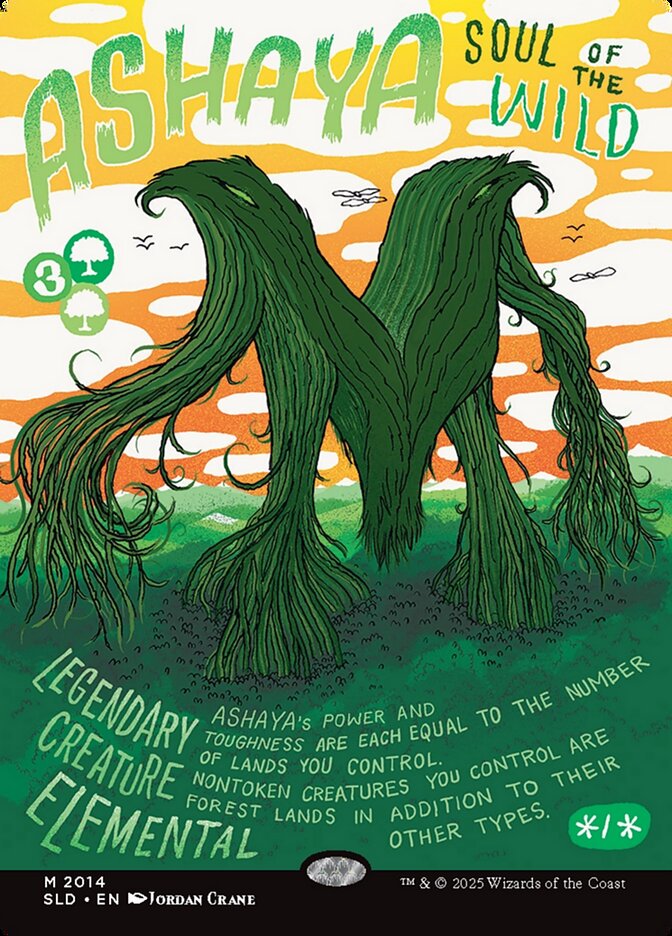 ASHAYA
SOUL OF
THE
WILD
3
LEGENDARY
CREATURE
ELEMENTAL
ASHAYA'S POWER AND
TOUGHNESS ARE EACH EQUAL TO THE NUMBER
OF LANDS YOU CONTROL.
NONTOKEN CREATURES YOU CONTROL ARE
FOREST LANDS IN ADDITION TO THEIR
OTHER TYPES.
*/*
M 2014
SLD • EN JORDAN CRANE
™ & © 2025 Wizards of the Coast